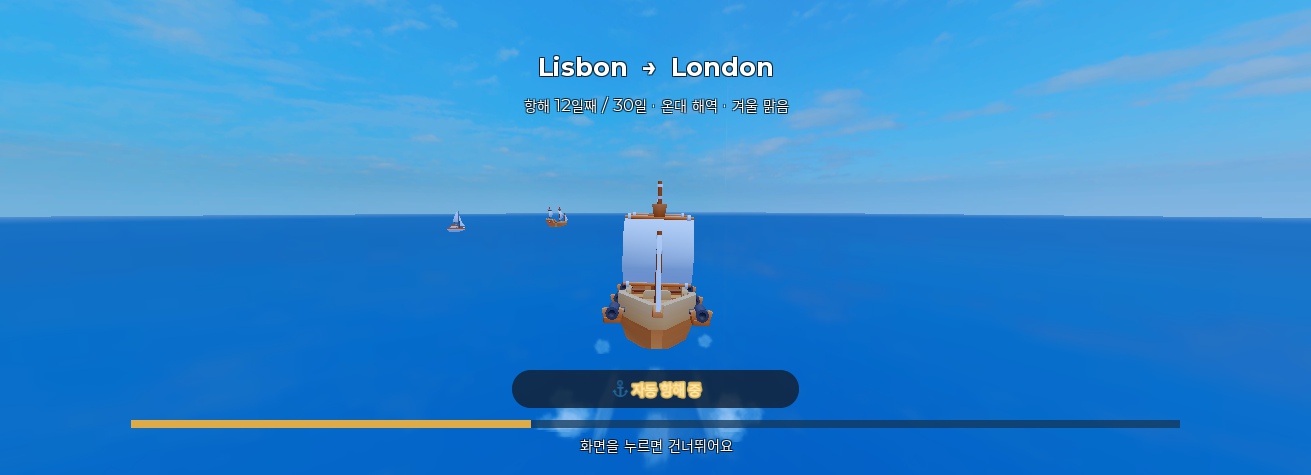 Lisbon → London
항해 12일째 / 30일 · 온대 해역 · 겨울 맑음
⚓ 자동 항해 중
화면을 누르면 건너뛰어요